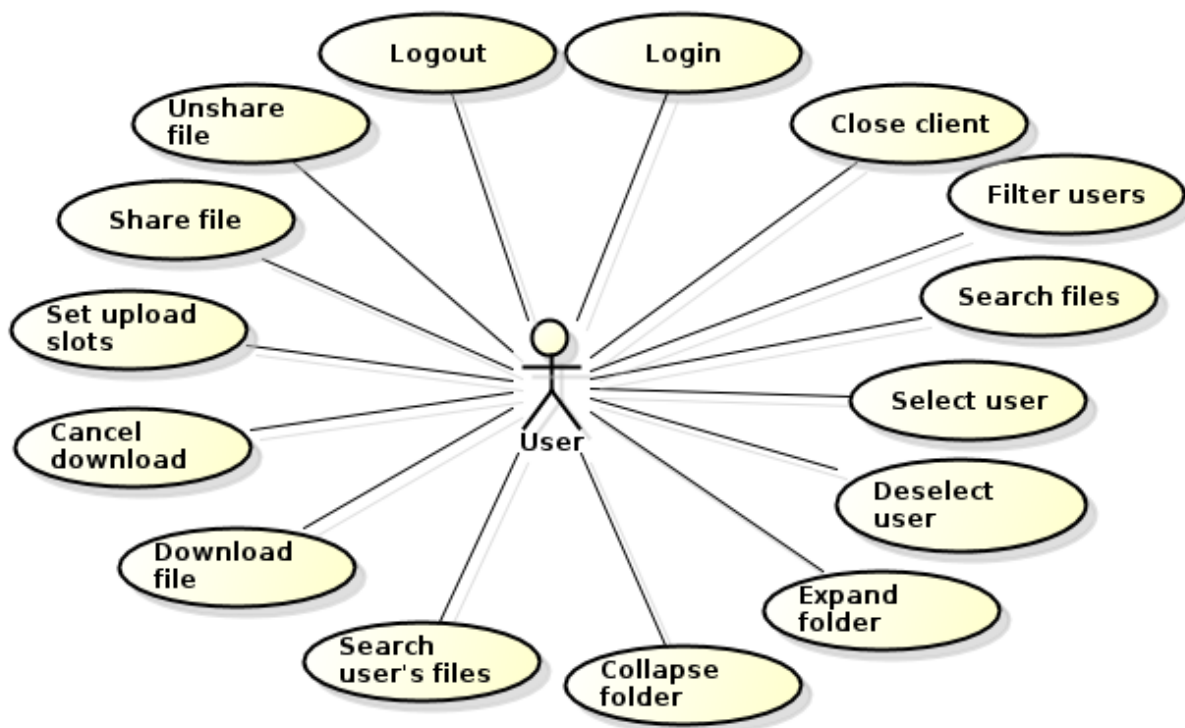 Logout
Login
Unshare
file
Close client
Filter users
Share file
Search files
Set upload
slots
Select user
User
Cancel
download
Deselect
user
Download
file
Expand
folder
Search
user's files
Collapse
folder